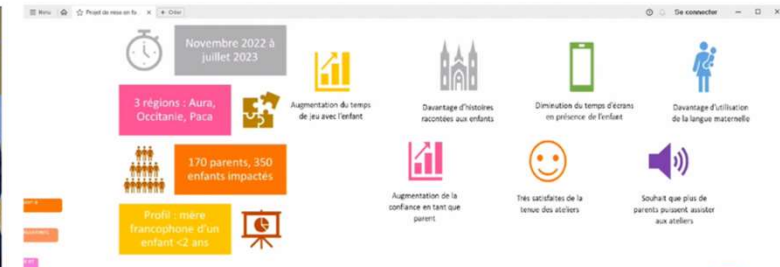 Menu
Projet de mise en fo...
+ Créer
Se connecter
Novembre 2022 à
juillet 2023
3 régions : Aura,
Occitanie, Paca
170 parents, 350
enfants impactés
Profil : mère
francophone d'un
enfant <2 ans
Augmentation du temps
de jeu avec l'enfant
Davantage d'histoires
racontées aux enfants
Diminution du temps d'écrans
en présence de l'enfant
Davantage d'utilisation
de la langue maternelle
Augmentation de la
confiance en tant que
parent
Très satisfaites de la
tenue des ateliers
Souhait que plus de
parents puissent assister
aux ateliers